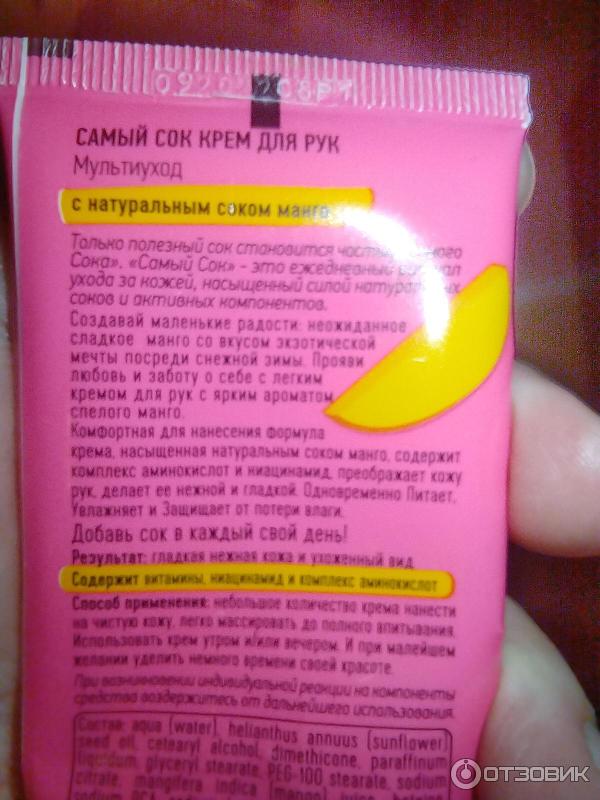 САМЫЙ СОК КРЕМ ДЛЯ РУК
Мультиуход
с натуральным соком манго
Только полезный сок становится
Сока». «Самый Сок» - это ежедневный
ухода за кожей, насыщенный силой
соков и активных компонентов.
Создавай маленькие радости: неожиданное
сладкое манго со вкусом экзотической
мечты посреди снежной зимы. Прояви
любовь и заботу о себе с легким
кремом для рук с ярким ароматом
спелого манго.
Комфортная для нанесения формула
крема, насыщенная натуральным соком манго, содержит
комплекс аминокислот и ниацинамид, преображает кожу
рук, делает ее нежной и гладкой. Одновременно Питает,
Увлажняет и Защищает от потери влаги.
Добавь сок в каждый свой день!
Результат: гладкая нежная кожа и ухоженный вид
Содержит витамины, ниацинамид и комплекс аминокислот
Способ применения: небольшое количество крема нанести
на чистую кожу, легко массировать до полного впитывания.
Использовать крем утром и/или вечером. И при малейшем
желании уделить немного времени своей красоте.
При возникновении индивидуальной реакции на компоненты
средства воздержитесь от дальнейшего использования.
Состав: aqua (water), helianthus annuus (sunflower)
seed oil, cetearyl alcohol, dimethicone, paraffinum
liquidum, glyceryl stearate, PEG-100 stearate, sodium
citrate, mangifera indica (mango) juice,
sodium PCA,
ОТЗОВИК